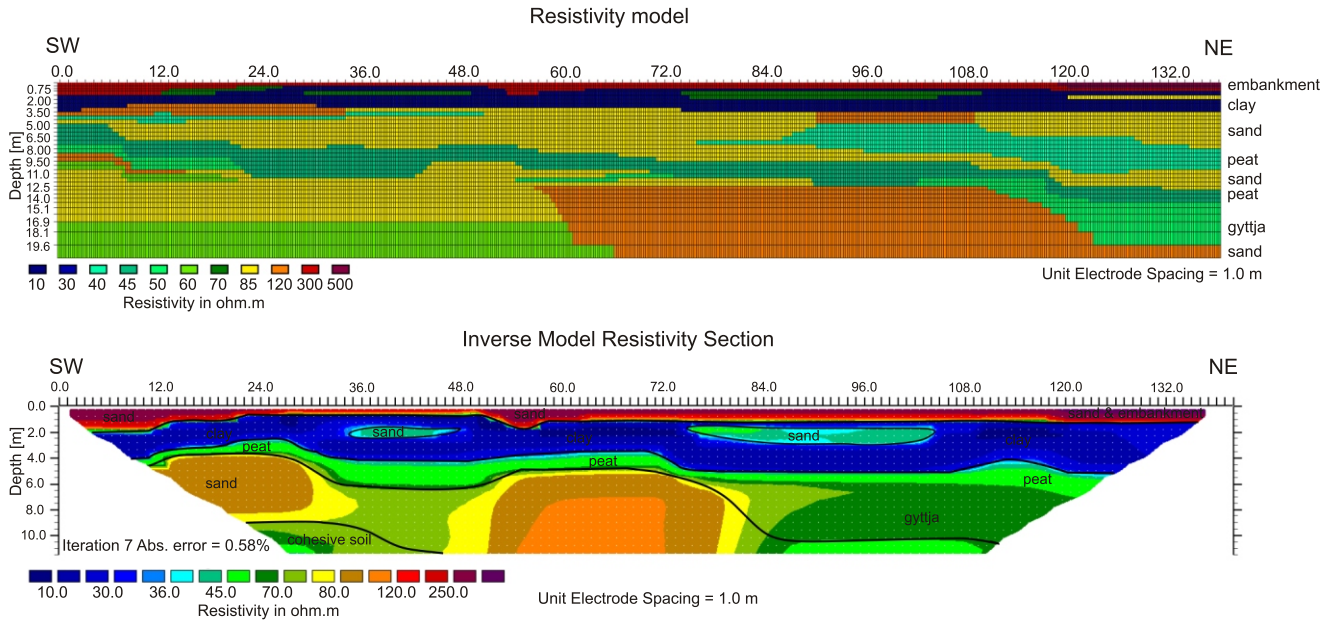 Resistivity model
SW
NE
0.0 12.0 24.0 36.0 48.0 60.0 72.0 84.0 96.0 108.0 120.0 132.0
embankment
0.75
2.00
clay
3.50
5.00
sand
6.50
8.00
peat
9.50
11.0
sand
12.5
peat
14.0
15.1
16.9
gyttja
18.1
19.6
sand
Depth [m]
10 30 40 45 50 60 70 85 120 300 500
Resistivity in ohm.m
Unit Electrode Spacing = 1.0 m
Inverse Model Resistivity Section
SW
NE
0.0 12.0 24.0 36.0 48.0 60.0 72.0 84.0 96.0 108.0 120.0 132.0
0.0
sand sand sand & embankment
2.0
sand clay sand clay
peat peat
4.0
sand peat
6.0
8.0
gyttja
10.0
cohesive soil
Depth [m]
Iteration 7 Abs. error = 0.58%
10.0 30.0 36.0 45.0 70.0 80.0 120.0 250.0
Resistivity in ohm.m
Unit Electrode Spacing = 1.0 m